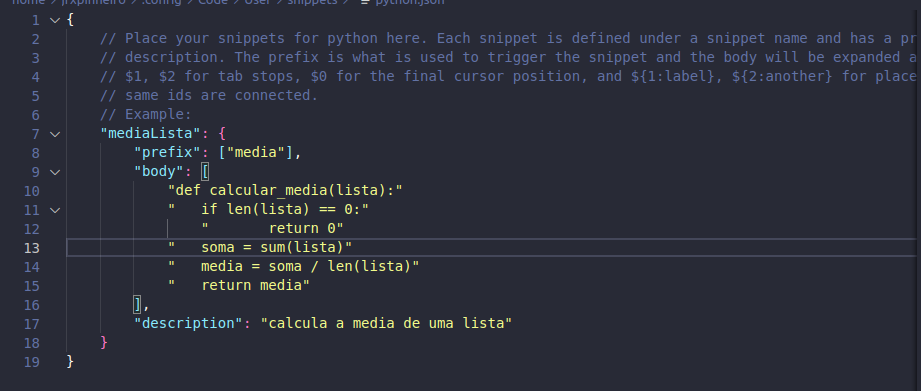 home > jrxpinheiro > .config > Code > User > snippets > python.json
1 {
2 // Place your snippets for python here. Each snippet is defined under a snippet name and has a pr
3 // description. The prefix is what is used to trigger the snippet and the body will be expanded a
4 // $1, $2 for tab stops, $0 for the final cursor position, and ${1:label}, ${2:another} for place
5 // same ids are connected.
6 // Example:
7 "mediaLista": {
8 "prefix": ["media"],
9 "body": [
10 "def calcular_media(lista):"
11 "   if len(lista) == 0:"
12 "       return 0"
13 "   soma = sum(lista)"
14 "   media = soma / len(lista)"
15 "   return media"
16 ],
17 "description": "calcula a media de uma lista"
18 }
19 }